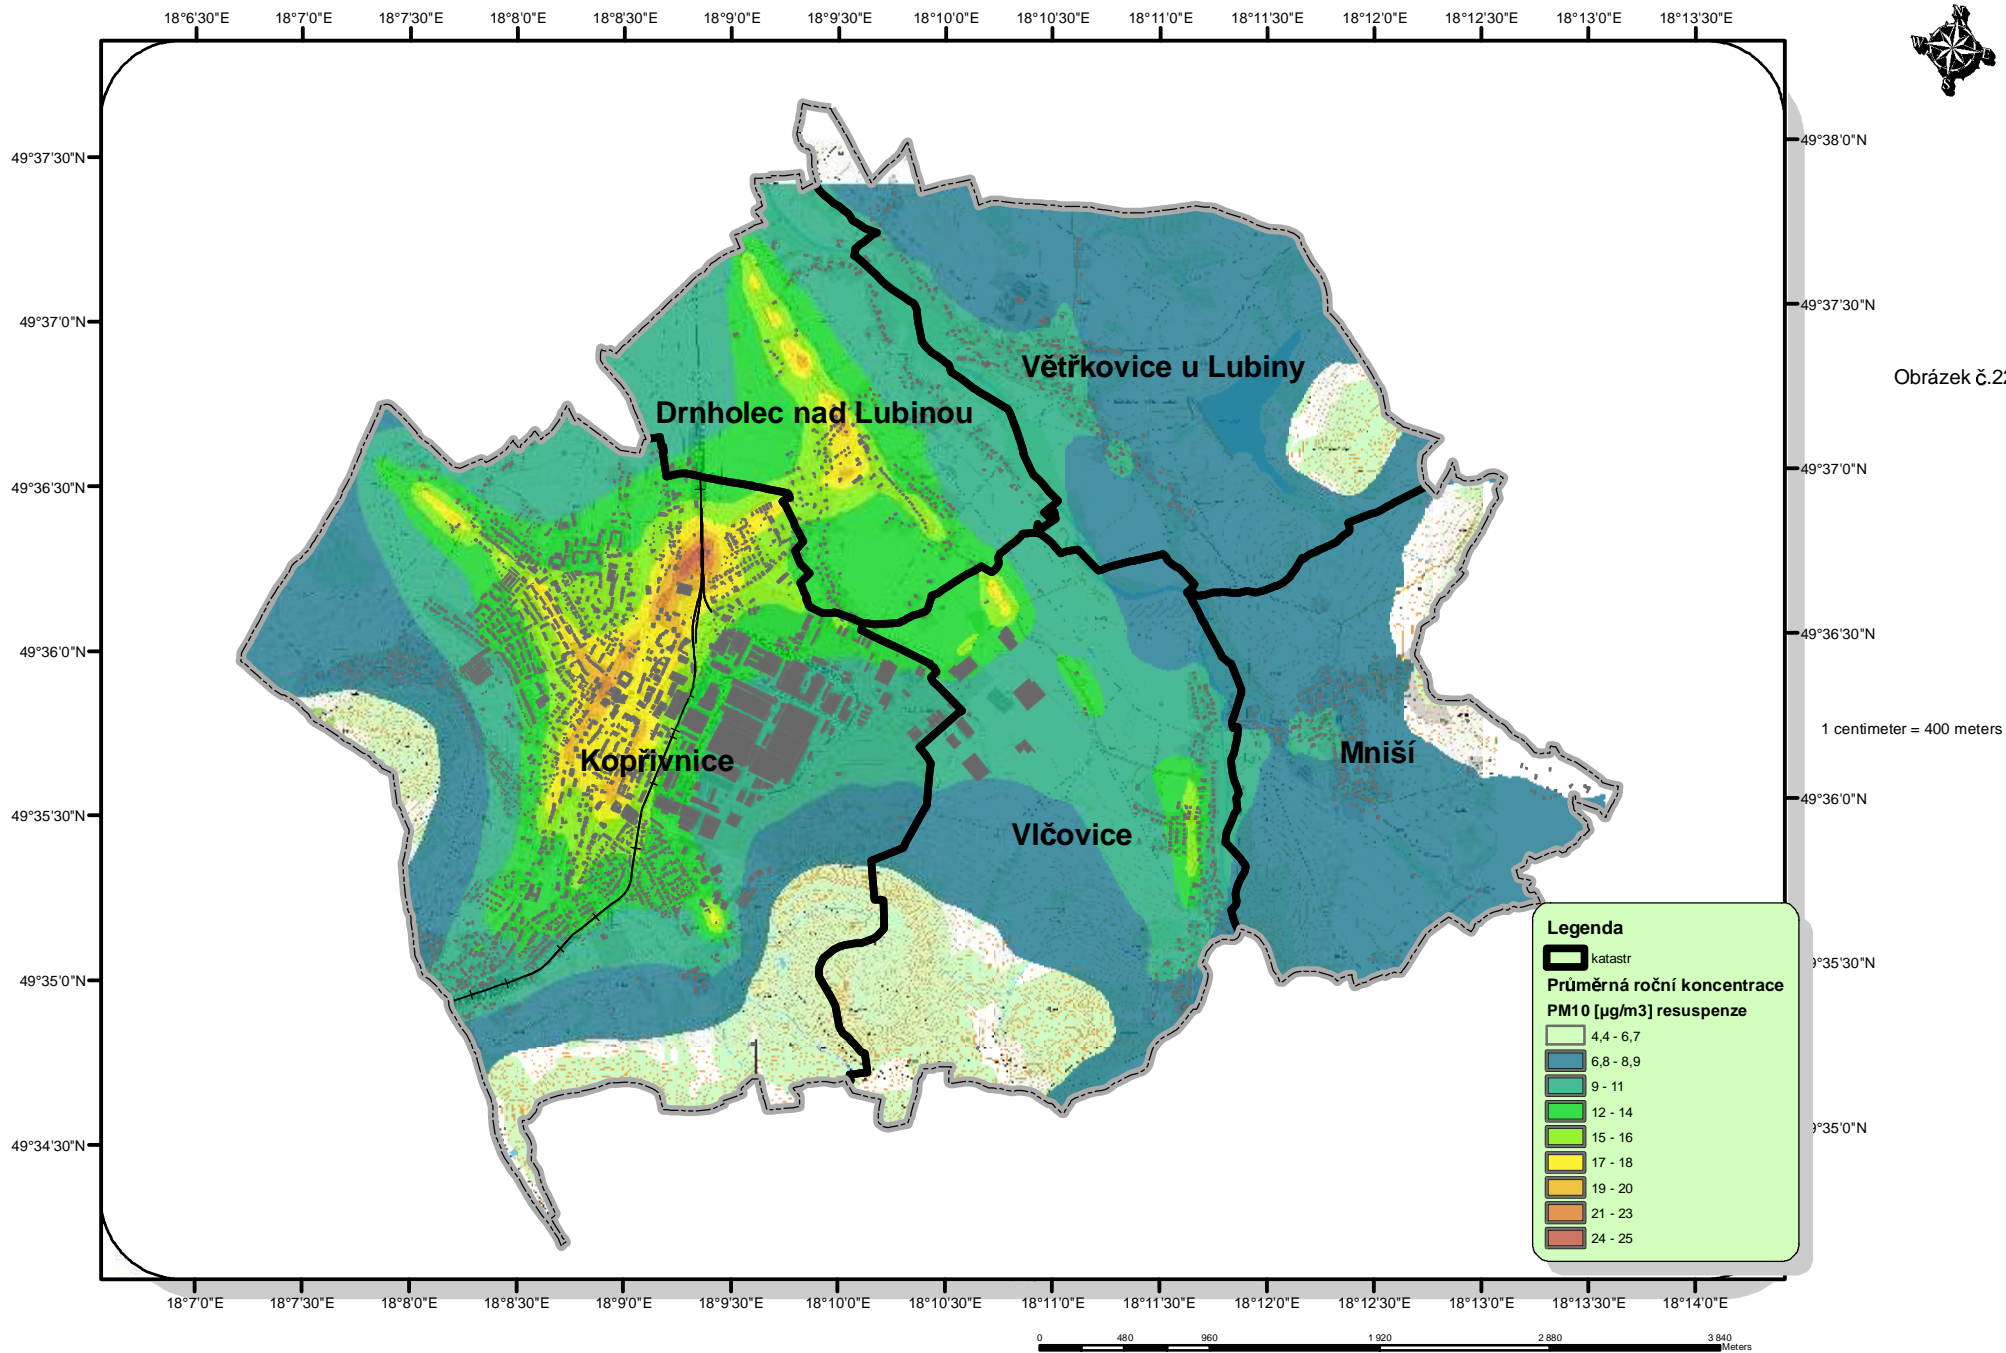 18°6'30"E 18°7'0"E 18°7'30"E 18°8'0"E 18°8'30"E 18°9'0"E 18°9'30"E 18°10'0"E 18°10'30"E 18°11'0"E 18°11'30"E 18°12'0"E 18°12'30"E 18°13'0"E 18°13'30"E
49°37'30"N
49°37'0"N
49°36'30"N
49°36'0"N
49°35'30"N
49°35'0"N
49°34'30"N
Větřkovice u Lubiny
Drnholec nad Lubinou
Kopřivnice
Mniší
Vlčovice
49°38'0"N
49°37'30"N
Obrázek č.22
49°37'0"N
49°36'30"N
1 centimeter = 400 meters
49°36'0"N
9°35'30"N
9°35'0"N
Legenda
katastr
Průměrná roční koncentrace
PM10 [µg/m3] resuspenze
4,4 - 6,7
6,8 - 8,9
9 - 11
12 - 14
15 - 16
17 - 18
19 - 20
21 - 23
24 - 25
18°7'0"E 18°7'30"E 18°8'0"E 18°8'30"E 18°9'0"E 18°9'30"E 18°10'0"E 18°10'30"E 18°11'0"E 18°11'30"E 18°12'0"E 18°12'30"E 18°13'0"E 18°13'30"E 18°14'0"E
0 480 960 1 920 2 880 3 840
Meters